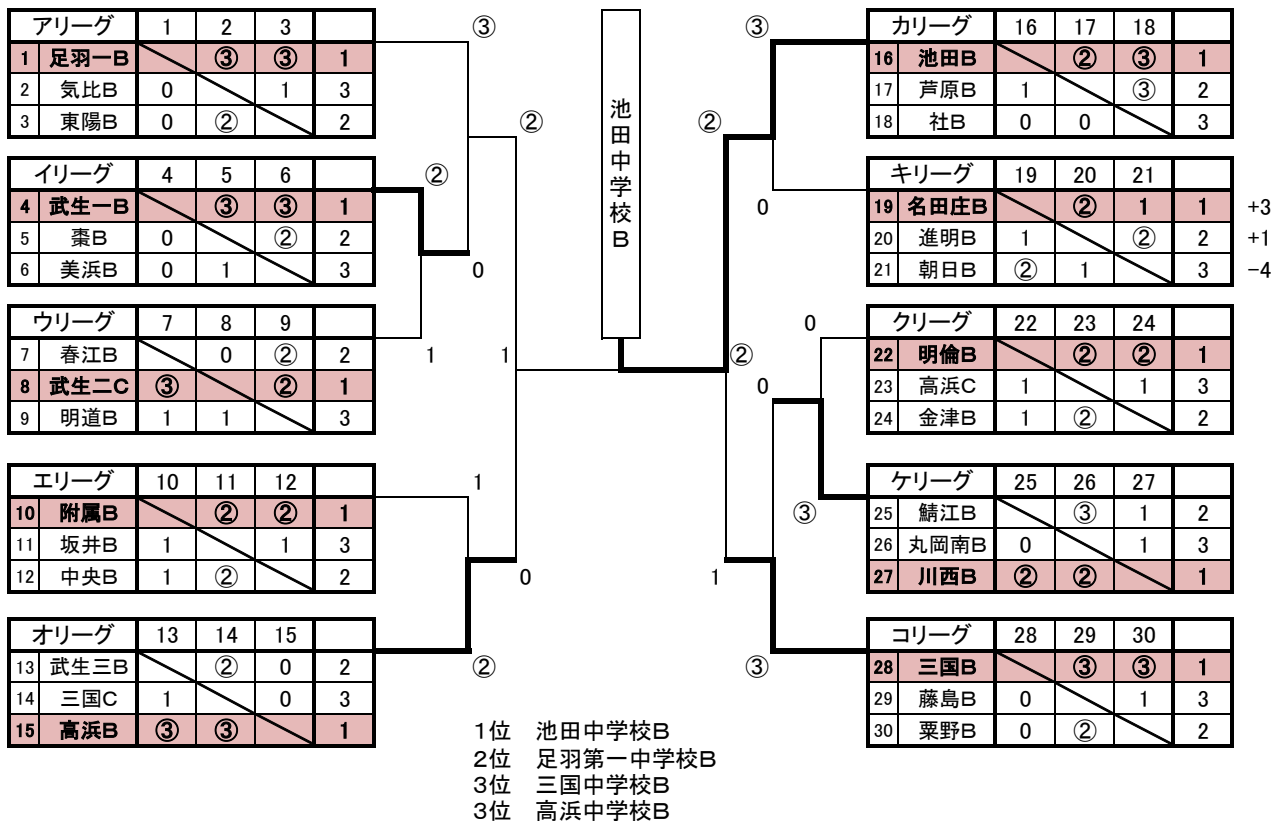 アリーグ 1 2 3
1 足羽一B ③ ③ 1
2 気比B 0 1 3
3 東陽B 0 ② 2
イリーグ 4 5 6
4 武生一B ③ ③ 1
5 棗B 0 ② 2
6 美浜B 0 1 3
ウリーグ 7 8 9
7 春江B 0 ② 2
8 武生二C ③ ② 1
9 明道B 1 1 3
エリーグ 10 11 12
10 附属B ② ② 1
11 坂井B 1 1 3
12 中央B 1 ② 2
オリーグ 13 14 15
13 武生三B ② 0 2
14 三国C 1 0 3
15 高浜B ③ ③ 1
③
②
②
0
1
1
1
0
②
池田中学校B
③
②
0
②
0
0
③
1
③
カリーグ 16 17 18
16 池田B ② ③ 1
17 芦原B 1 ③ 2
18 社B 0 0 3
キリーグ 19 20 21
19 名田庄B ② 1 1 +3
20 進明B 1 ② 2 +1
21 朝日B ② 1 3 −4
クリーグ 22 23 24
22 明倫B ② ② 1
23 高浜C 1 1 3
24 金津B 1 ② 2
ケリーグ 25 26 27
25 鯖江B ③ 1 2
26 丸岡南B 0 1 3
27 川西B ② ② 1
コリーグ 28 29 30
28 三国B ③ ③ 1
29 藤島B 0 1 3
30 粟野B 0 ② 2
1位 池田中学校B
2位 足羽第一中学校B
3位 三国中学校B
3位 高浜中学校B